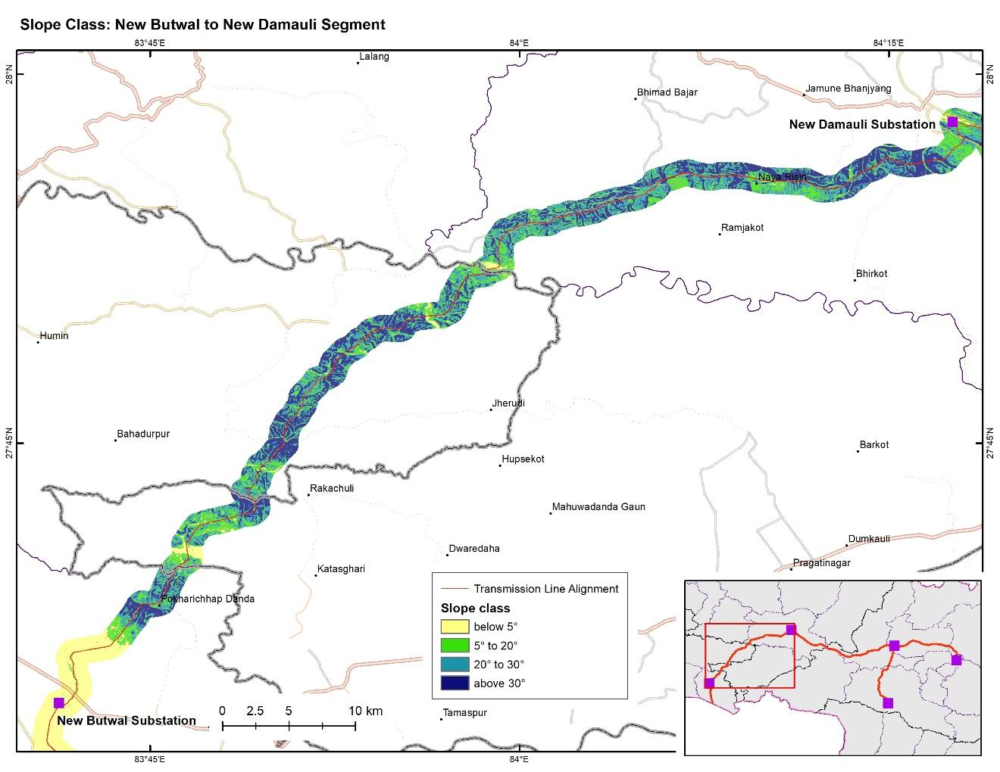 Slope Class: New Butwal to New Damauli Segment
83°45'E
84°E
84°15'E
28°N
28°N
Lalang
Bhimad Bajar
Jamune Bhanjyang
New Damauli Substation
Naya Risin
Ramjakot
Bhirkot
Humin
Jherudi
Bahadurpur
27°45'N
27°45'N
Barkot
Hupsekot
Rakachuli
Mahuwadanda Gaun
Dumkauli
Dwaredaha
Pragatinagar
Katasghari
Pokharichhap Danda
Transmission Line Alignment
Slope class
below 5°
5° to 20°
20° to 30°
above 30°
New Butwal Substation
0 2.5 5 10 km
Tamaspur
83°45'E
84°E